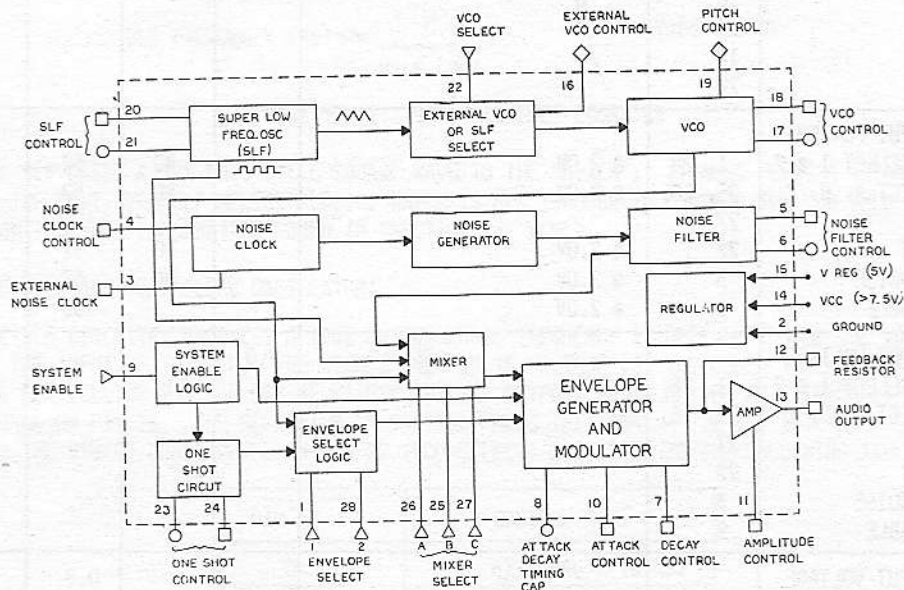 VCO
SELECT
EXTERNAL
VCO CONTROL
PITCH
CONTROL
22
16
19
SLF
CONTROL
20
21
SUPER LOW
FREQ.OSC
(SLF)
EXTERNAL VCO
OR SLF
SELECT
VCO
18
17
VCO
CONTROL
NOISE
CLOCK
CONTROL
4
NOISE
CLOCK
NOISE
GENERATOR
NOISE
FILTER
5
6
NOISE
FILTER
CONTROL
EXTERNAL
NOISE CLOCK
3
REGULATOR
15
V REG (5V)
14
VCC (>7.5V)
2
GROUND
SYSTEM
ENABLE
9
SYSTEM
ENABLE
LOGIC
MIXER
12
FEEDBACK
RESISTOR
ENVELOPE
GENERATOR
AND
MODULATOR
AMP
13
AUDIO
OUTPUT
ONE
SHOT
CIRCUT
ENVELOPE
SELECT
LOGIC
23
24
1
28
26
25
27
8
10
7
11
1
2
A
B
C
ONE SHOT
CONTROL
ENVELOPE
SELECT
MIXER
SELECT
ATTACK
DECAY
TIMING
CAP
ATTACK
CONTROL
DECAY
CONTROL
AMPLITUDE
CONTROL